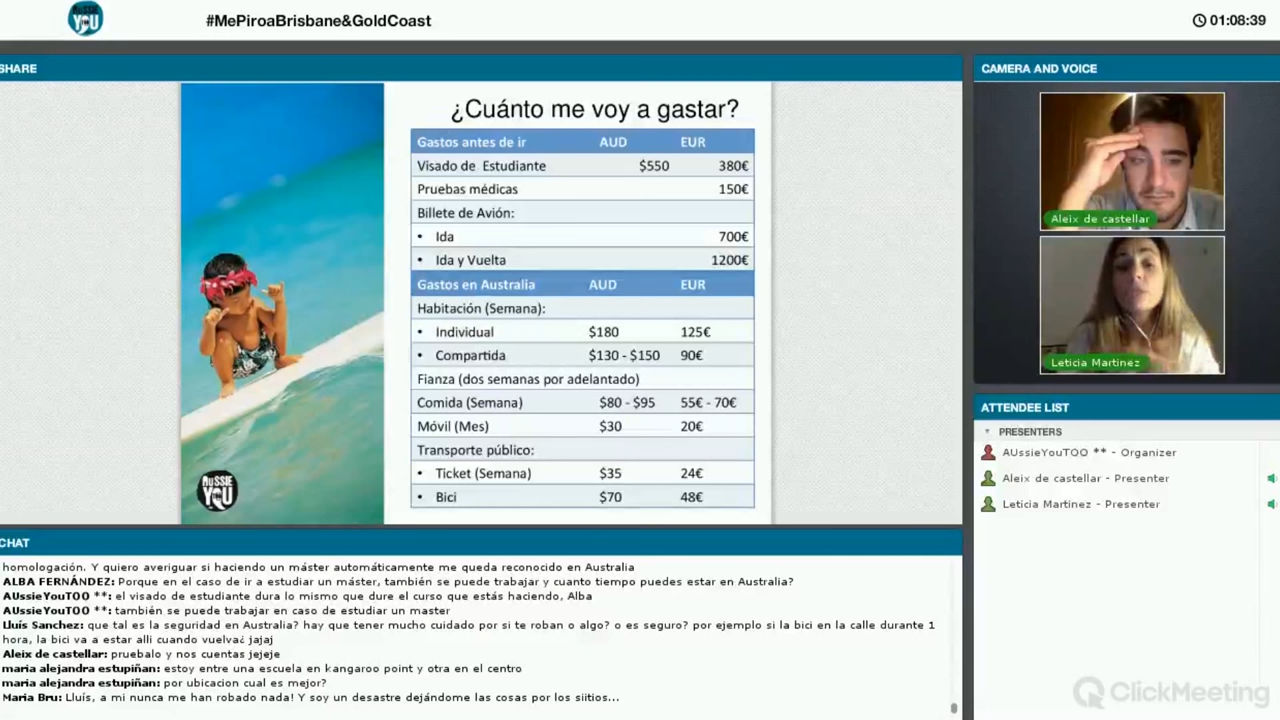 AUSSIE YOU
#MePiroaBrisbane&GoldCoast
01:08:39
SHARE
¿Cuánto me voy a gastar?
Gastos antes de ir AUD EUR
Visado de Estudiante $550 380€
Pruebas médicas 150€
Billete de Avión:
• Ida 700€
• Ida y Vuelta 1200€
Gastos en Australia AUD EUR
Habitación (Semana):
• Individual $180 125€
• Compartida $130 - $150 90€
Fianza (dos semanas por adelantado)
Comida (Semana) $80 - $95 55€ - 70€
Móvil (Mes) $30 20€
Transporte público:
• Ticket (Semana) $35 24€
• Bici $70 48€
AUSSIE YOU
CAMERA AND VOICE
Aleix de castellar
Leticia Martinez
ATTENDEE LIST
PRESENTERS
AUssieYouTOO ** - Organizer
Aleix de castellar - Presenter
Leticia Martinez - Presenter
CHAT
homologación. Y quiero averiguar si haciendo un máster automáticamente me queda reconocido en Australia
ALBA FERNÁNDEZ: Porque en el caso de ir a estudiar un máster, también se puede trabajar y cuanto tiempo puedes estar en Australia?
AUssieYouTOO **: el visado de estudiante dura lo mismo que dure el curso que estás haciendo, Alba
AUssieYouTOO **: también se puede trabajar en caso de estudiar un master
Lluís Sanchez: que tal es la seguridad en Australia? hay que tener mucho cuidado por si te roban o algo? o es seguro? por ejemplo si la bici en la calle durante 1
hora, la bici va a estar alli cuando vuelva¿ jajaj
Aleix de castellar: pruebalo y nos cuentas jejeje
maria alejandra estupiñan: estoy entre una escuela en kangaroo point y otra en el centro
maria alejandra estupiñan: por ubicacion cual es mejor?
Maria Bru: Lluís, a mi nunca me han robado nada! Y soy un desastre dejándome las cosas por los siitios...
ClickMeeting